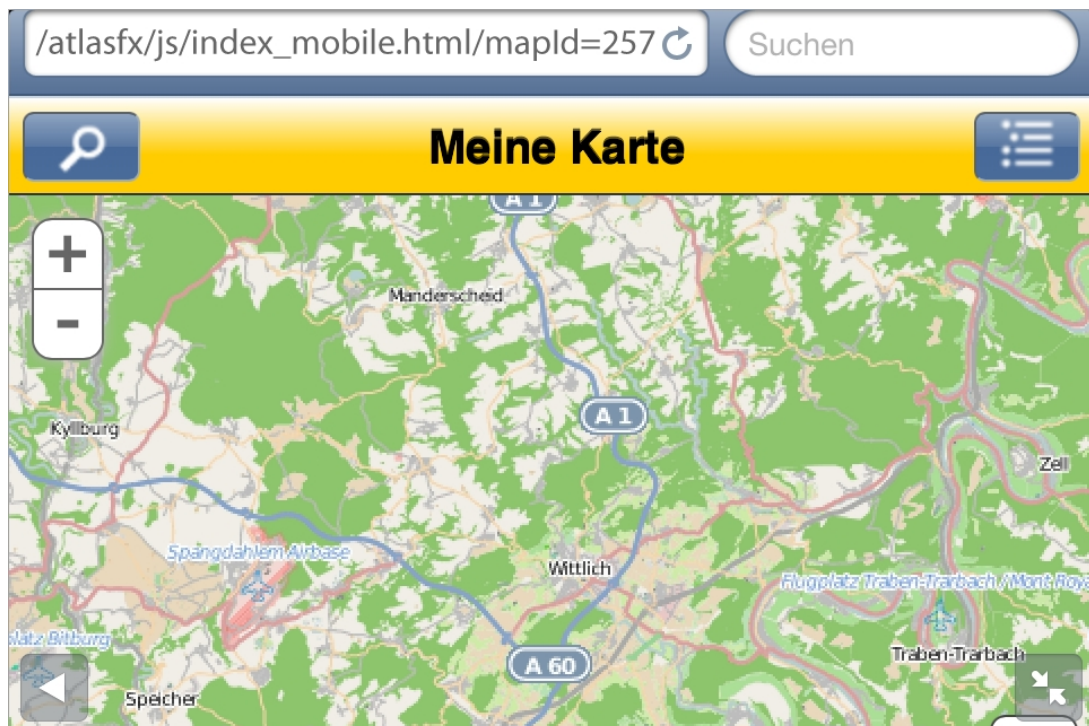 /atlasfx/js/index_mobile.html/mapId=257
Suchen
Meine Karte
A 1
+
Manderscheid
-
A 1
Kyllburg
Zell
Spangdahlem Airbase
Wittlich
Flugplatz Traben-Trarbach / Mont Roy
platz Bitburg
Traben-Trarbach
A 60
Speicher